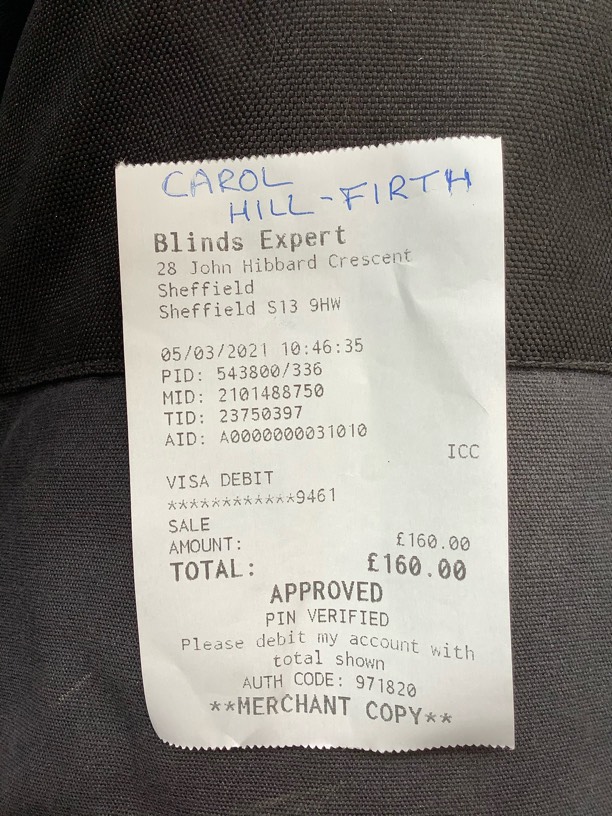 CAROL
HILL-FIRTH
Blinds Expert
28 John Hibbard Crescent
Sheffield
Sheffield S13 9HW
05/03/2021 10:46:35
PID: 543800/336
MID: 2101488750
TID: 23750397
AID: A0000000031010
ICC
VISA DEBIT
************9461
SALE
AMOUNT: £160.00
TOTAL: £160.00
APPROVED
PIN VERIFIED
Please debit my account with
total shown
AUTH CODE: 971820
**MERCHANT COPY**